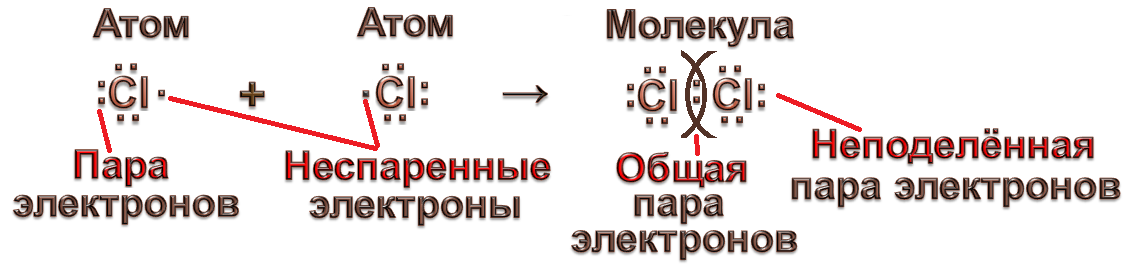 Атом Атом Молекула
:Cl· + ·Cl: → :Cl:Cl:
Пара
электронов
Неспаренные
электроны
Общая
пара
электронов
Неподелённая
пара электронов